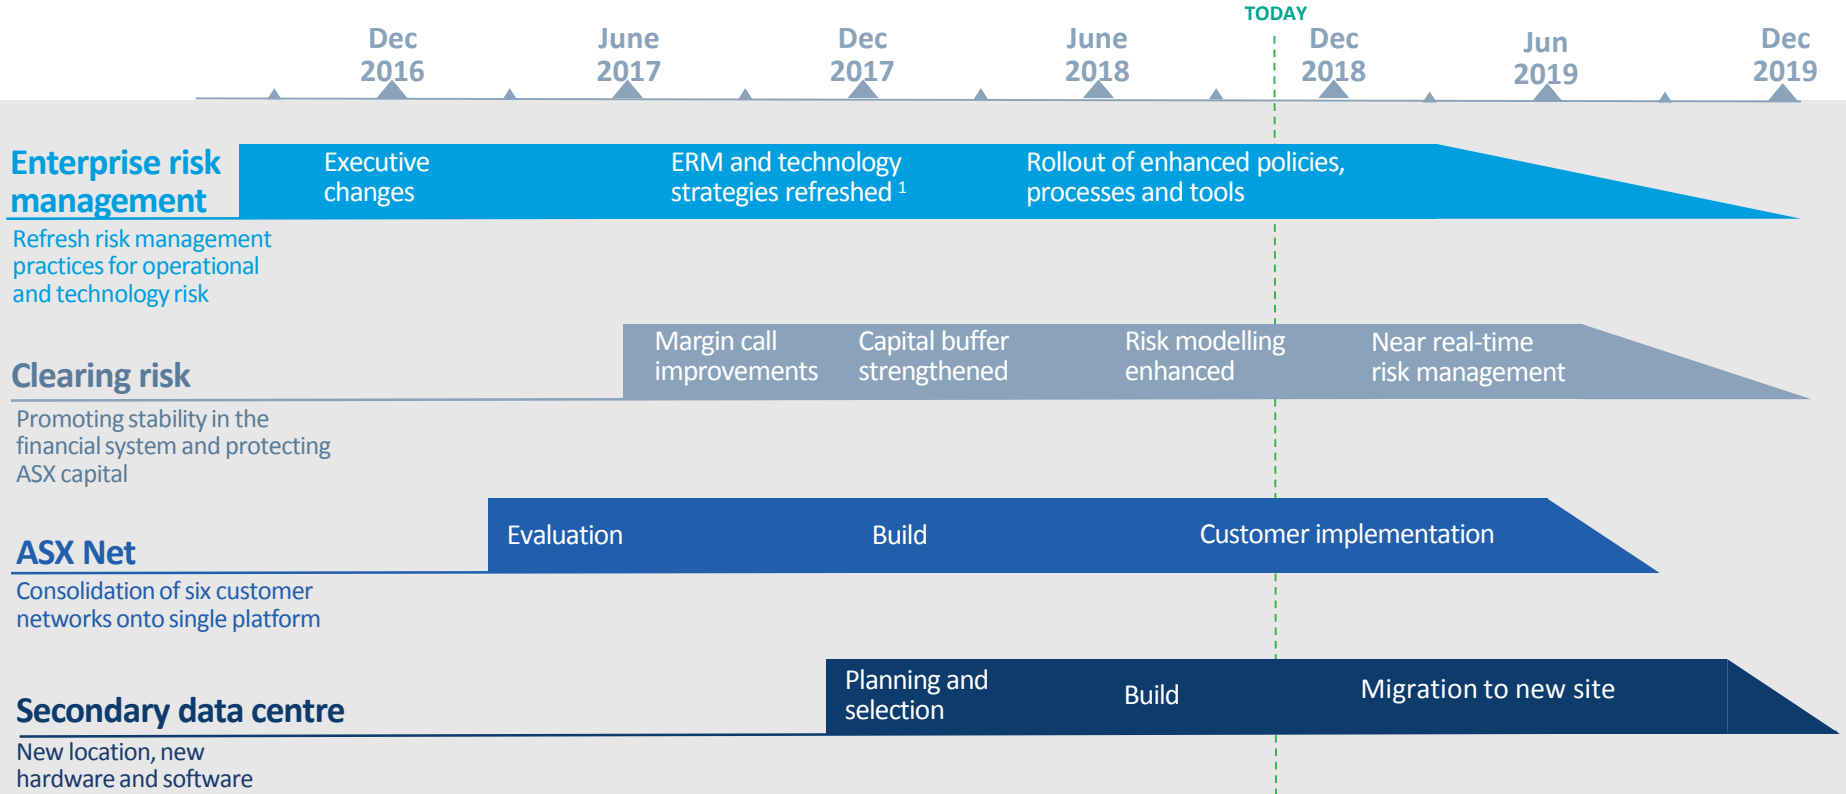 TODAY
Dec
2016
June
2017
Dec
2017
June
2018
Dec
2018
Jun
2019
Dec
2019
Enterprise risk
management
Executive
changes
ERM and technology
strategies refreshed 1
Rollout of enhanced policies,
processes and tools
Refresh risk management
practices for operational
and technology risk
Clearing risk
Margin call
improvements
Capital buffer
strengthened
Risk modelling
enhanced
Near real-time
risk management
Promoting stability in the
financial system and protecting
ASX capital
ASX Net
Evaluation
Build
Customer implementation
Consolidation of six customer
networks onto single platform
Secondary data centre
Planning and
selection
Build
Migration to new site
New location, new
hardware and software